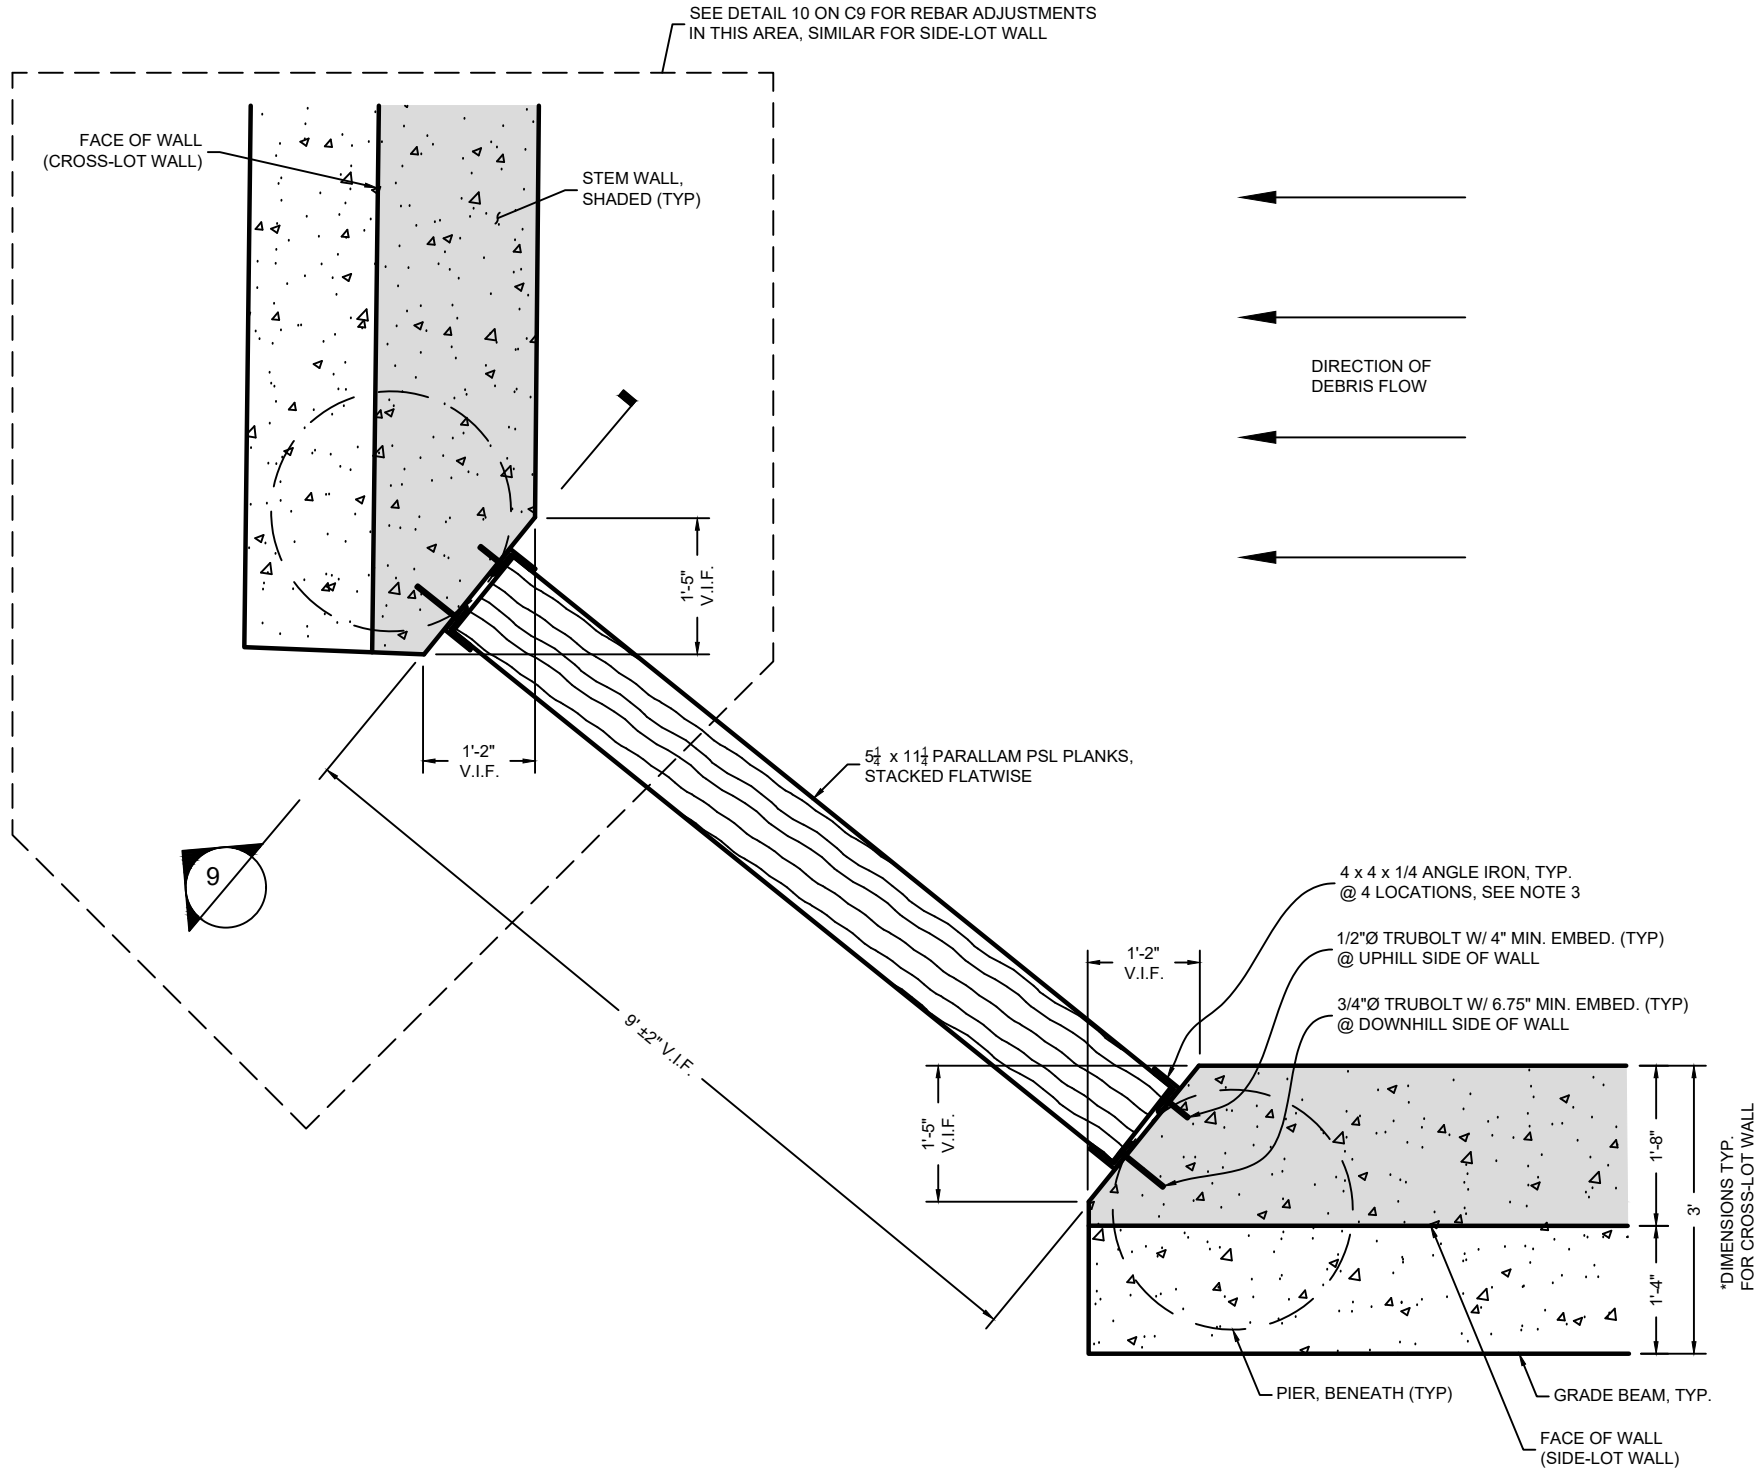 SEE DETAIL 10 ON C9 FOR REBAR ADJUSTMENTS
IN THIS AREA, SIMILAR FOR SIDE-LOT WALL
FACE OF WALL
(CROSS-LOT WALL)
STEM WALL,
SHADED (TYP)
DIRECTION OF
DEBRIS FLOW
1'-5"
V.I.F.
1'-2"
V.I.F.
5¼ x 11¼ PARALLAM PSL PLANKS,
STACKED FLATWISE
9
9' ±2" V.I.F.
4 x 4 x 1/4 ANGLE IRON, TYP.
@ 4 LOCATIONS, SEE NOTE 3
1/2"Ø TRUBOLT W/ 4" MIN. EMBED. (TYP)
@ UPHILL SIDE OF WALL
3/4"Ø TRUBOLT W/ 6.75" MIN. EMBED. (TYP)
@ DOWNHILL SIDE OF WALL
1'-2"
V.I.F.
1'-5"
V.I.F.
1'-8"
3'
1'-4"
*DIMENSIONS TYP.
FOR CROSS-LOT WALL
PIER, BENEATH (TYP)
GRADE BEAM, TYP.
FACE OF WALL
(SIDE-LOT WALL)